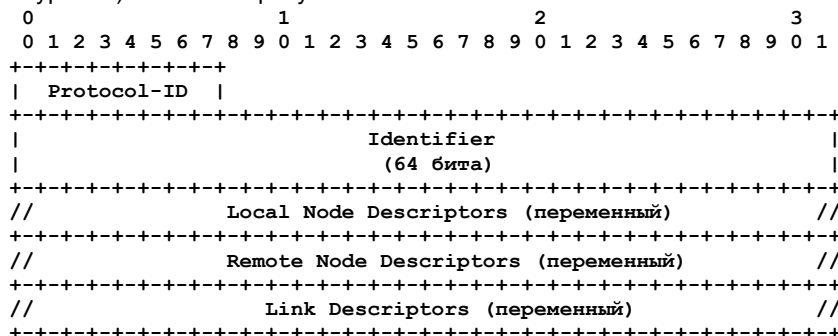 0                   1                   2                   3
 0 1 2 3 4 5 6 7 8 9 0 1 2 3 4 5 6 7 8 9 0 1 2 3 4 5 6 7 8 9 0 1
+-+-+-+-+-+-+-+-+
|  Protocol-ID  |
+-+-+-+-+-+-+-+-+-+-+-+-+-+-+-+-+-+-+-+-+-+-+-+-+-+-+-+-+-+-+-+-+
|                           Identifier                          |
|                            (64 бита)                          |
+-+-+-+-+-+-+-+-+-+-+-+-+-+-+-+-+-+-+-+-+-+-+-+-+-+-+-+-+-+-+-+-+
//               Local Node Descriptors (переменный)           //
+-+-+-+-+-+-+-+-+-+-+-+-+-+-+-+-+-+-+-+-+-+-+-+-+-+-+-+-+-+-+-+-+
//               Remote Node Descriptors (переменный)          //
+-+-+-+-+-+-+-+-+-+-+-+-+-+-+-+-+-+-+-+-+-+-+-+-+-+-+-+-+-+-+-+-+
//                  Link Descriptors (переменный)              //
+-+-+-+-+-+-+-+-+-+-+-+-+-+-+-+-+-+-+-+-+-+-+-+-+-+-+-+-+-+-+-+-+